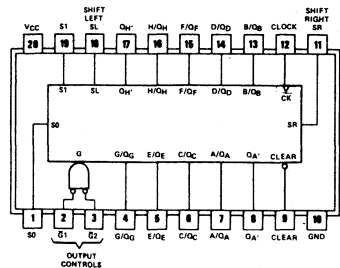 SHIFT LEFT SHIFT RIGHT
VCC S1 SL QH' H/QH F/QF D/QD B/QB CLOCK SR
20 19 18 17 16 15 14 13 12 11
S1 SL QH' H/QH F/QF D/QD B/QB CK
S0 SR
G G/QG E/QE C/QC A/QA QA' CLEAR
1 2 3 4 5 6 7 8 9 10
S0 G1 G2 G/QG E/QE C/QC A/QA QA' CLEAR GND
OUTPUT CONTROLS